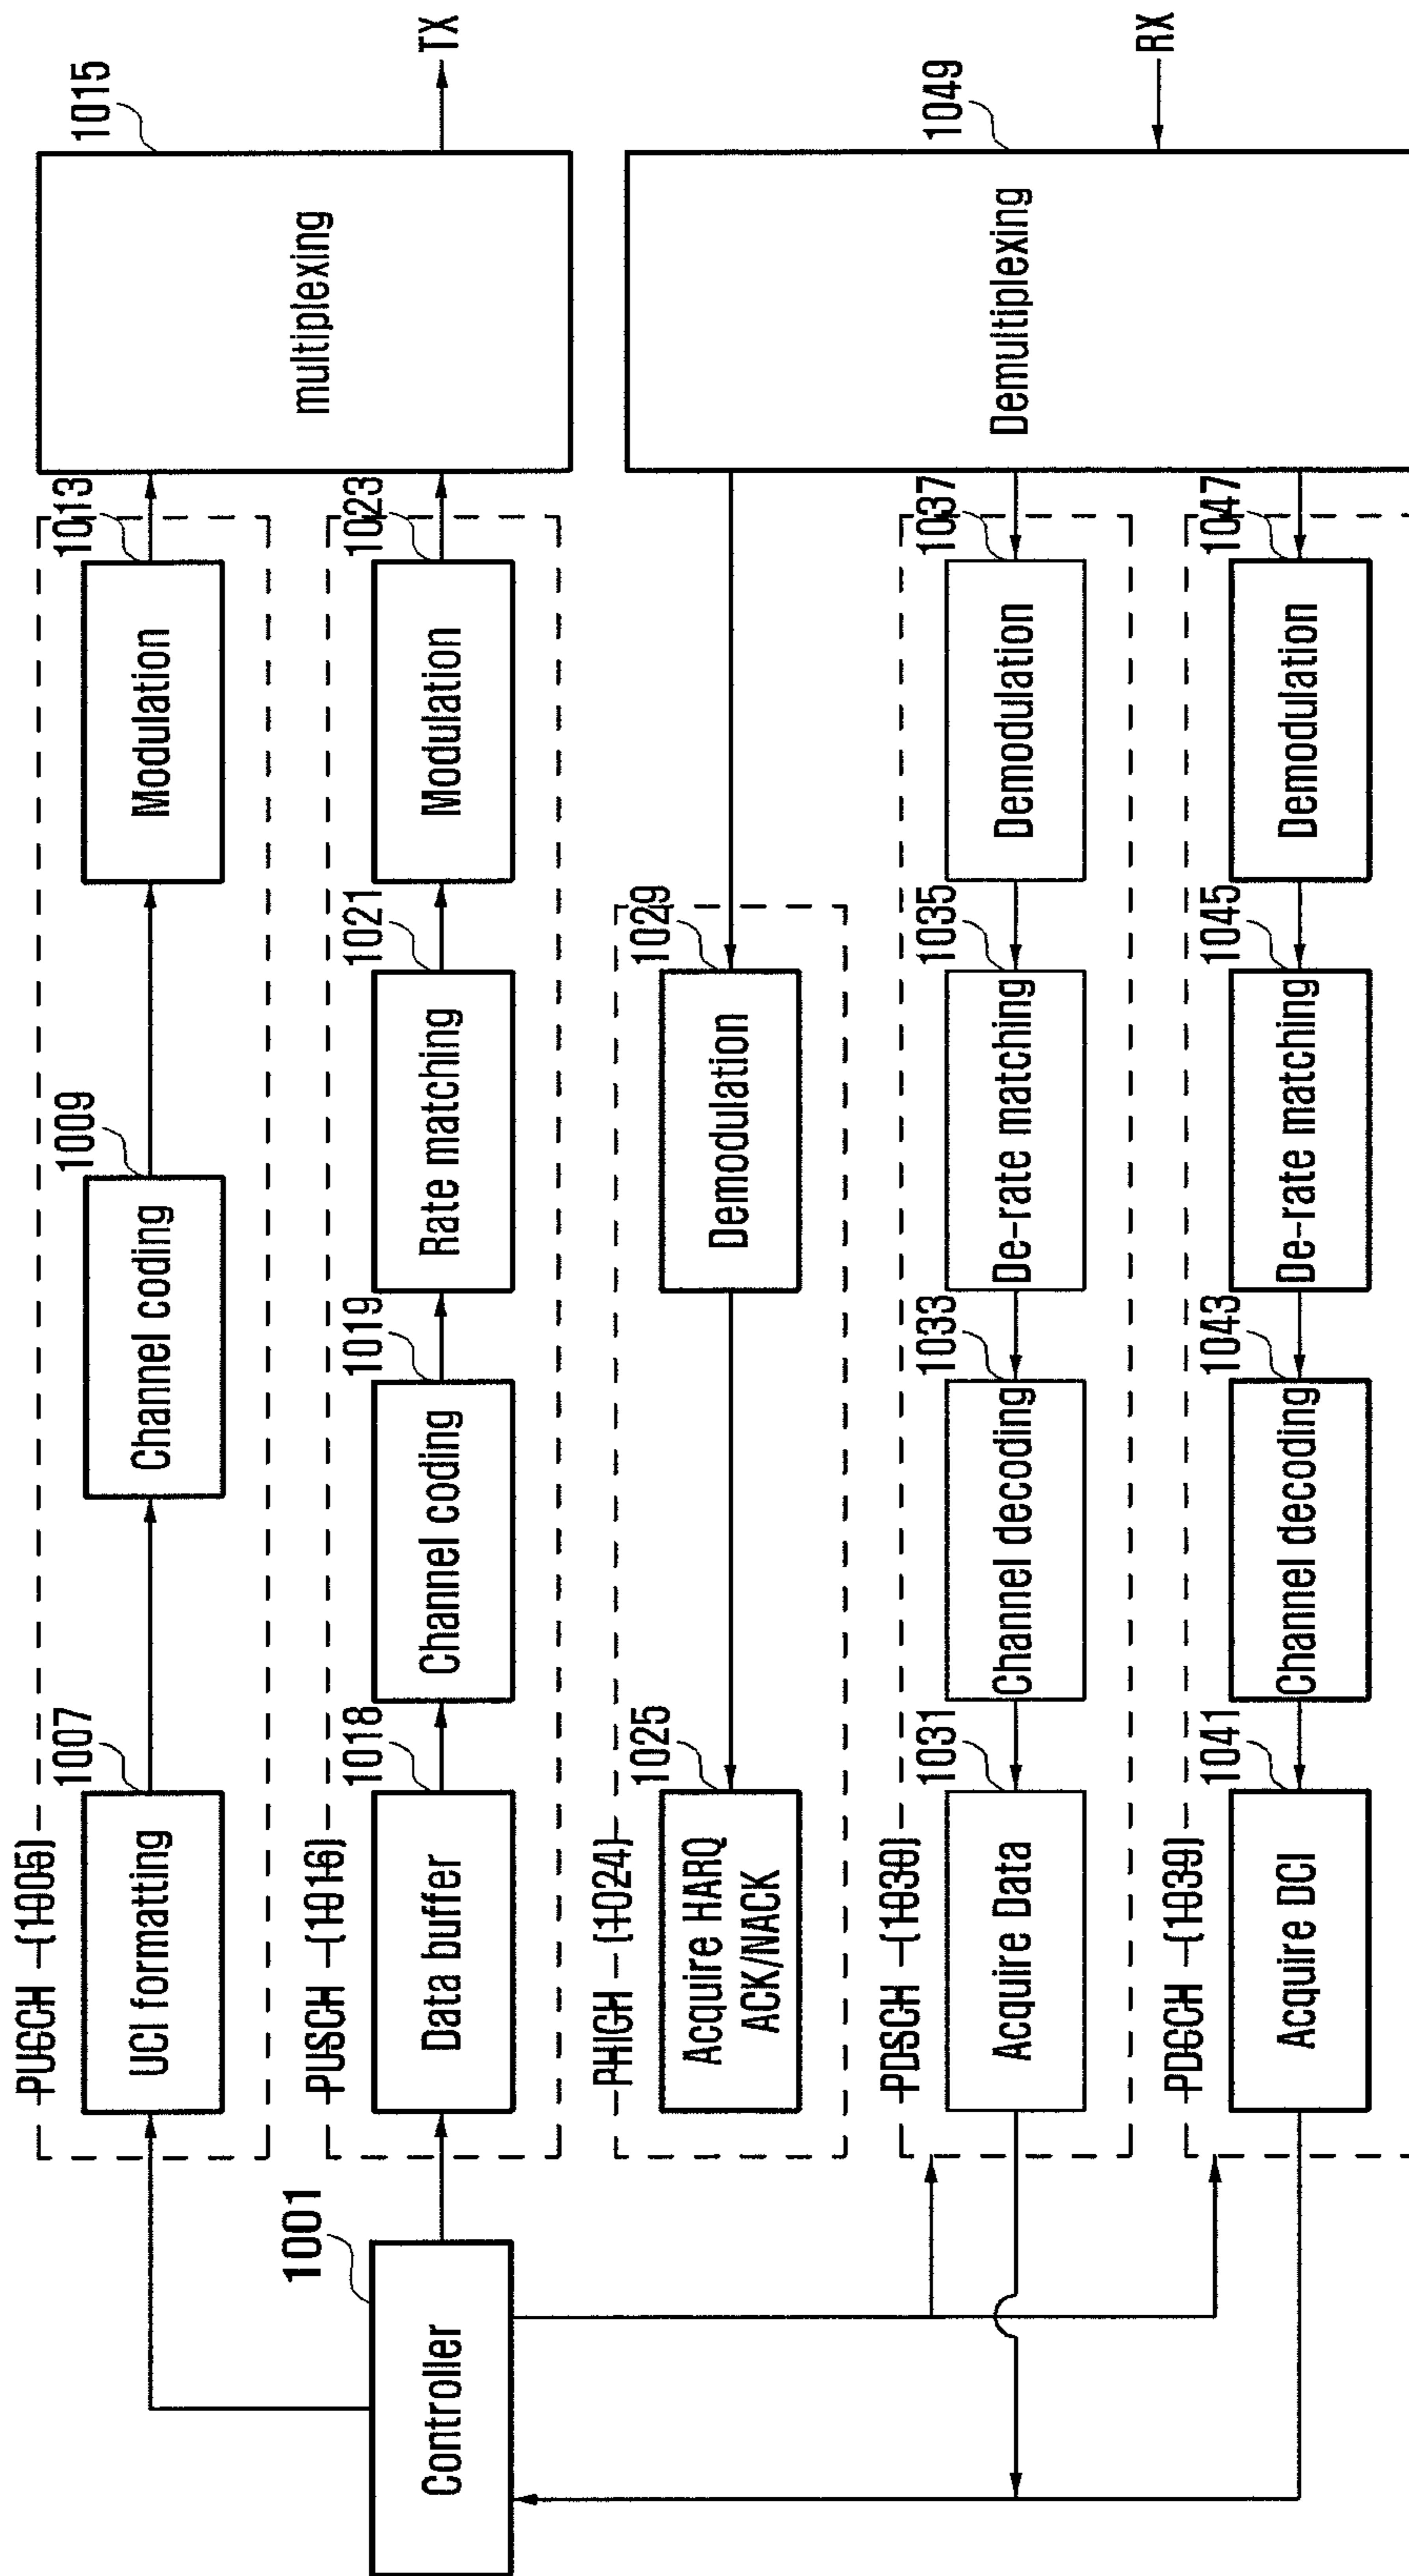 PUCCH (1005)
1007
UCI formatting
1009
Channel coding
1013
Modulation
1015
multiplexing
TX
PUSCH (1016)
1018
Data buffer
1019
Channel coding
1021
Rate matching
1023
Modulation
1001
Controller
PHICH (1024)
1025
Acquire HARQ
ACK/NACK
1029
Demodulation
1049
Demultiplexing
RX
PDSCH (1030)
1031
Acquire Data
1033
Channel decoding
1035
De-rate matching
1037
Demodulation
PDCCH (1039)
1041
Acquire DCI
1043
Channel decoding
1045
De-rate matching
1047
Demodulation